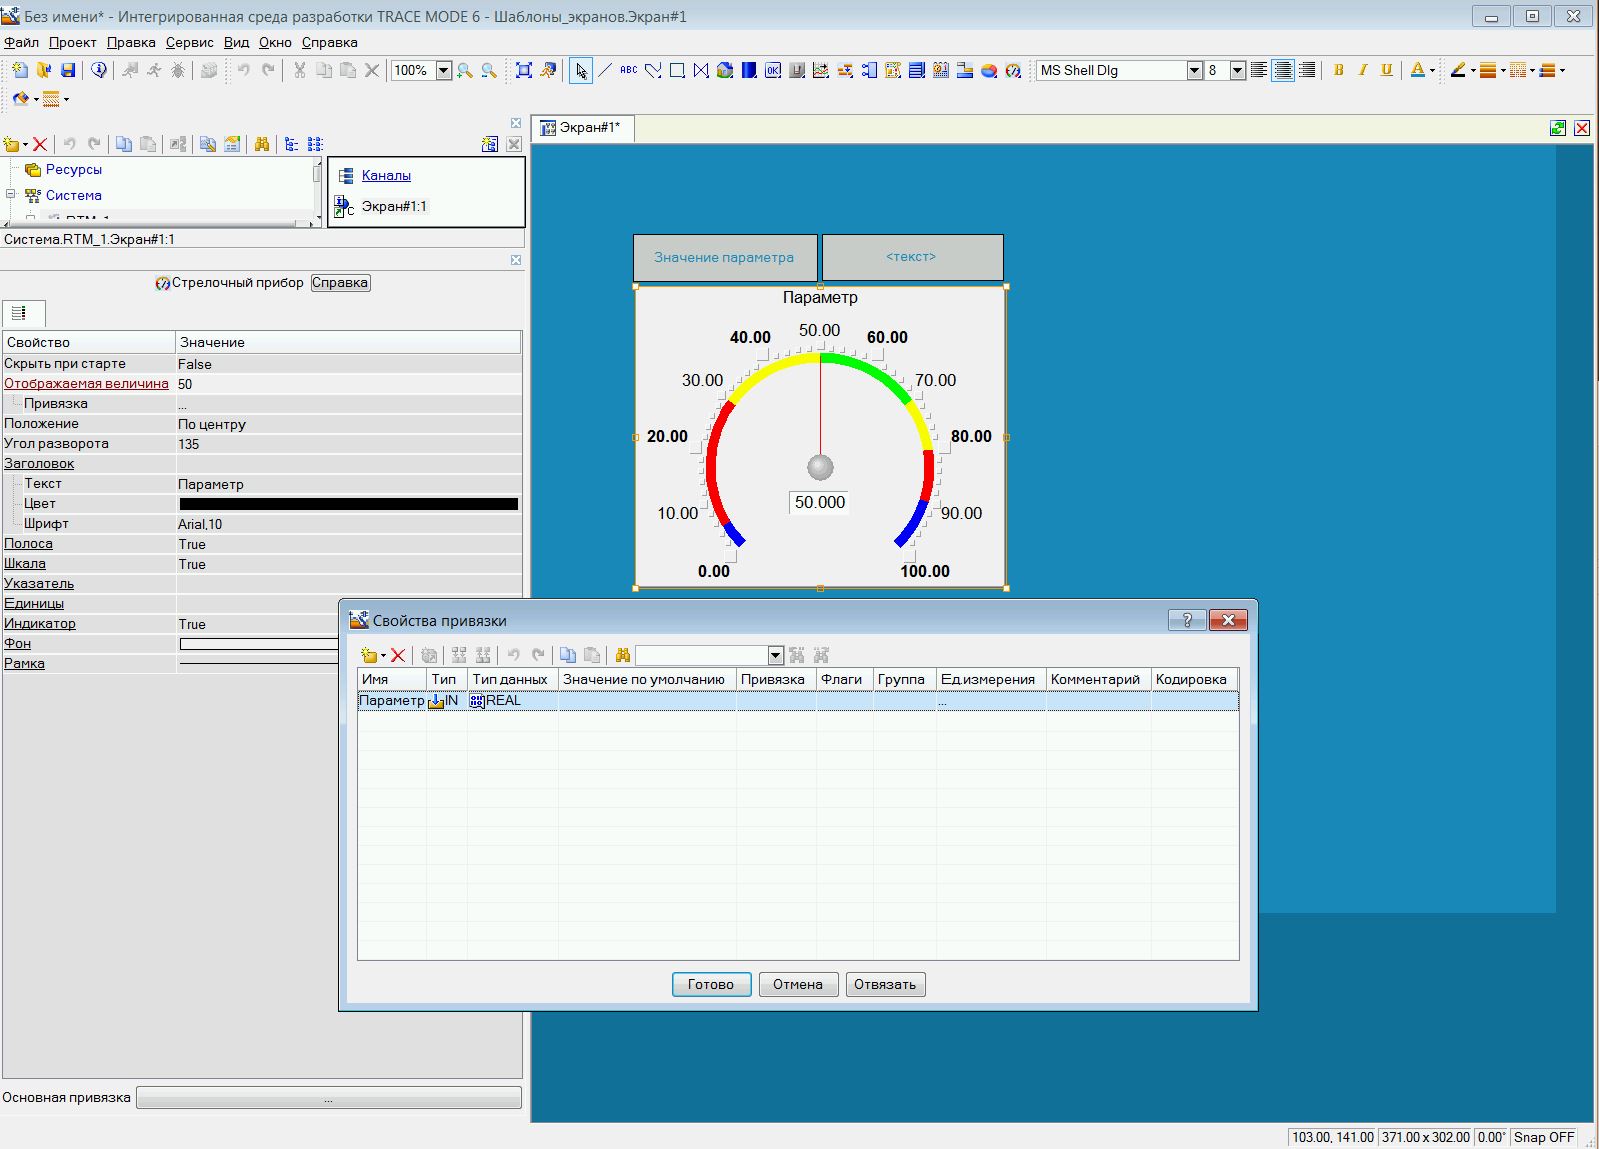 Без имени* - Интегрированная среда разработки TRACE MODE 6 - Шаблоны_экранов.Экран#1
Файл Проект Правка Сервис Вид Окно Справка
100%
ABC
OK
MS Shell Dlg
8
B I U A
Экран#1*
Ресурсы
Система
RTM_1
Каналы
Экран#1:1
Система.RTM_1.Экран#1:1
Стрелочный прибор Справка
Свойство Значение
Скрыть при старте False
Отображаемая величина 50
Привязка ...
Положение По центру
Угол разворота 135
Заголовок
Текст Параметр
Цвет
Шрифт Arial,10
Полоса True
Шкала True
Указатель
Единицы
Индикатор True
Фон
Рамка
Основная привязка ...
Значение параметра
<текст>
Параметр
50.00
40.00 60.00
30.00 70.00
20.00 80.00
50.000
10.00 90.00
0.00 100.00
Свойства привязки
?
Имя Тип Тип данных Значение по умолчанию Привязка Флаги Группа Ед.измерения Комментарий Кодировка
Параметр IN REAL ...
Готово Отмена Отвязать
103.00, 141.00 371.00 x 302.00 0.00° Snap OFF